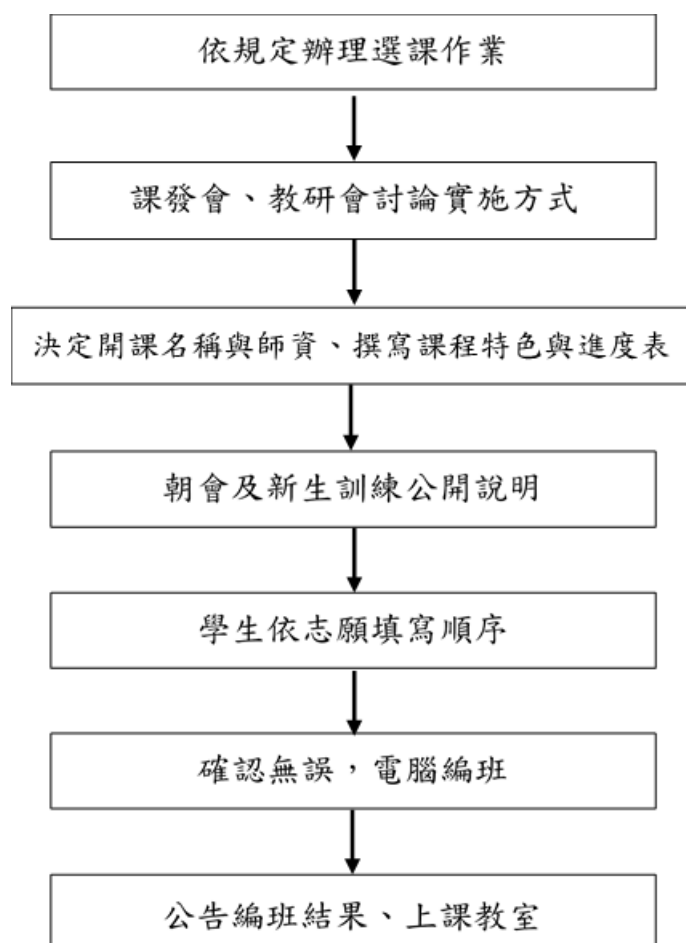 依規定辦理選課作業
課發會、教研會討論實施方式
決定開課名稱與師資、撰寫課程特色與進度表
朝會及新生訓練公開說明
學生依志願填寫順序
確認無誤，電腦編班
公告編班結果、上課教室